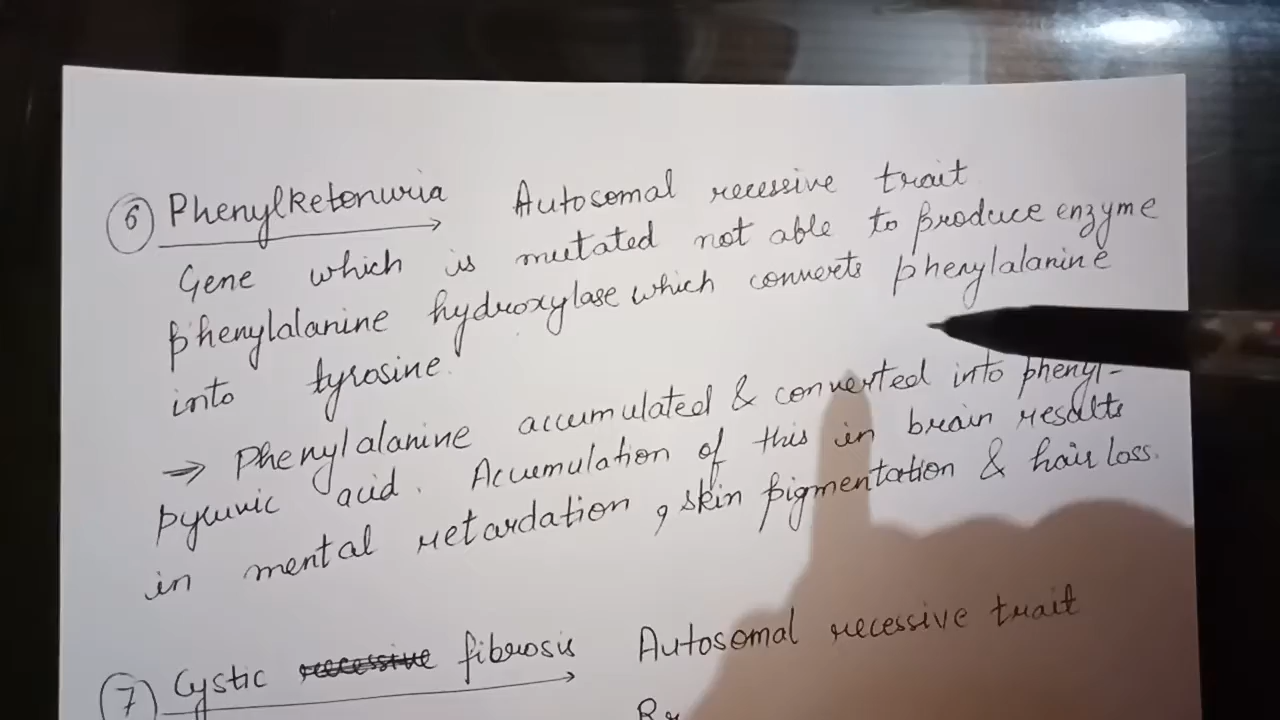 6 Phenylketonuria Autosomal recessive trait
Gene which is mutated not able to produce enzyme
phenylalanine hydroxylase which converts phenylalanine
into tyrosine.
⇒ Phenylalanine accumulated & converted into phenyl-
pyruvic acid. Accumulation of this in brain results
in mental retardation, skin pigmentation & hair loss.
7 Cystic fibrosis Autosomal recessive trait